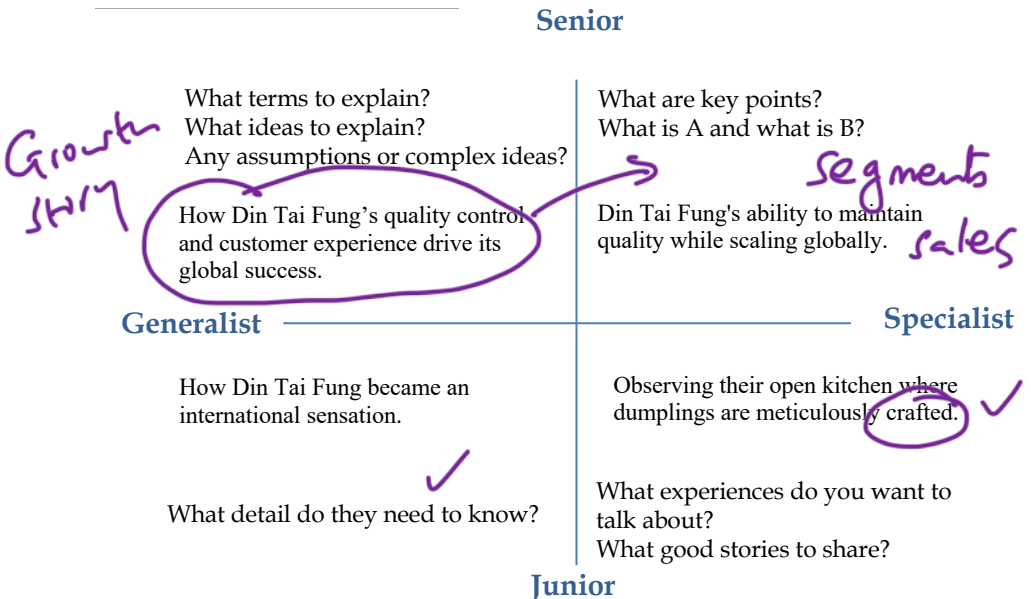 Senior
What terms to explain?
What ideas to explain?
Any assumptions or complex ideas?
Growth
story
How Din Tai Fung’s quality control
and customer experience drive its
global success.
What are key points?
What is A and what is B?
segments
Din Tai Fung's ability to maintain
quality while scaling globally.
sales
Generalist
Specialist
How Din Tai Fung became an
international sensation.
What detail do they need to know?
Observing their open kitchen where
dumplings are meticulously crafted.
What experiences do you want to
talk about?
What good stories to share?
Junior